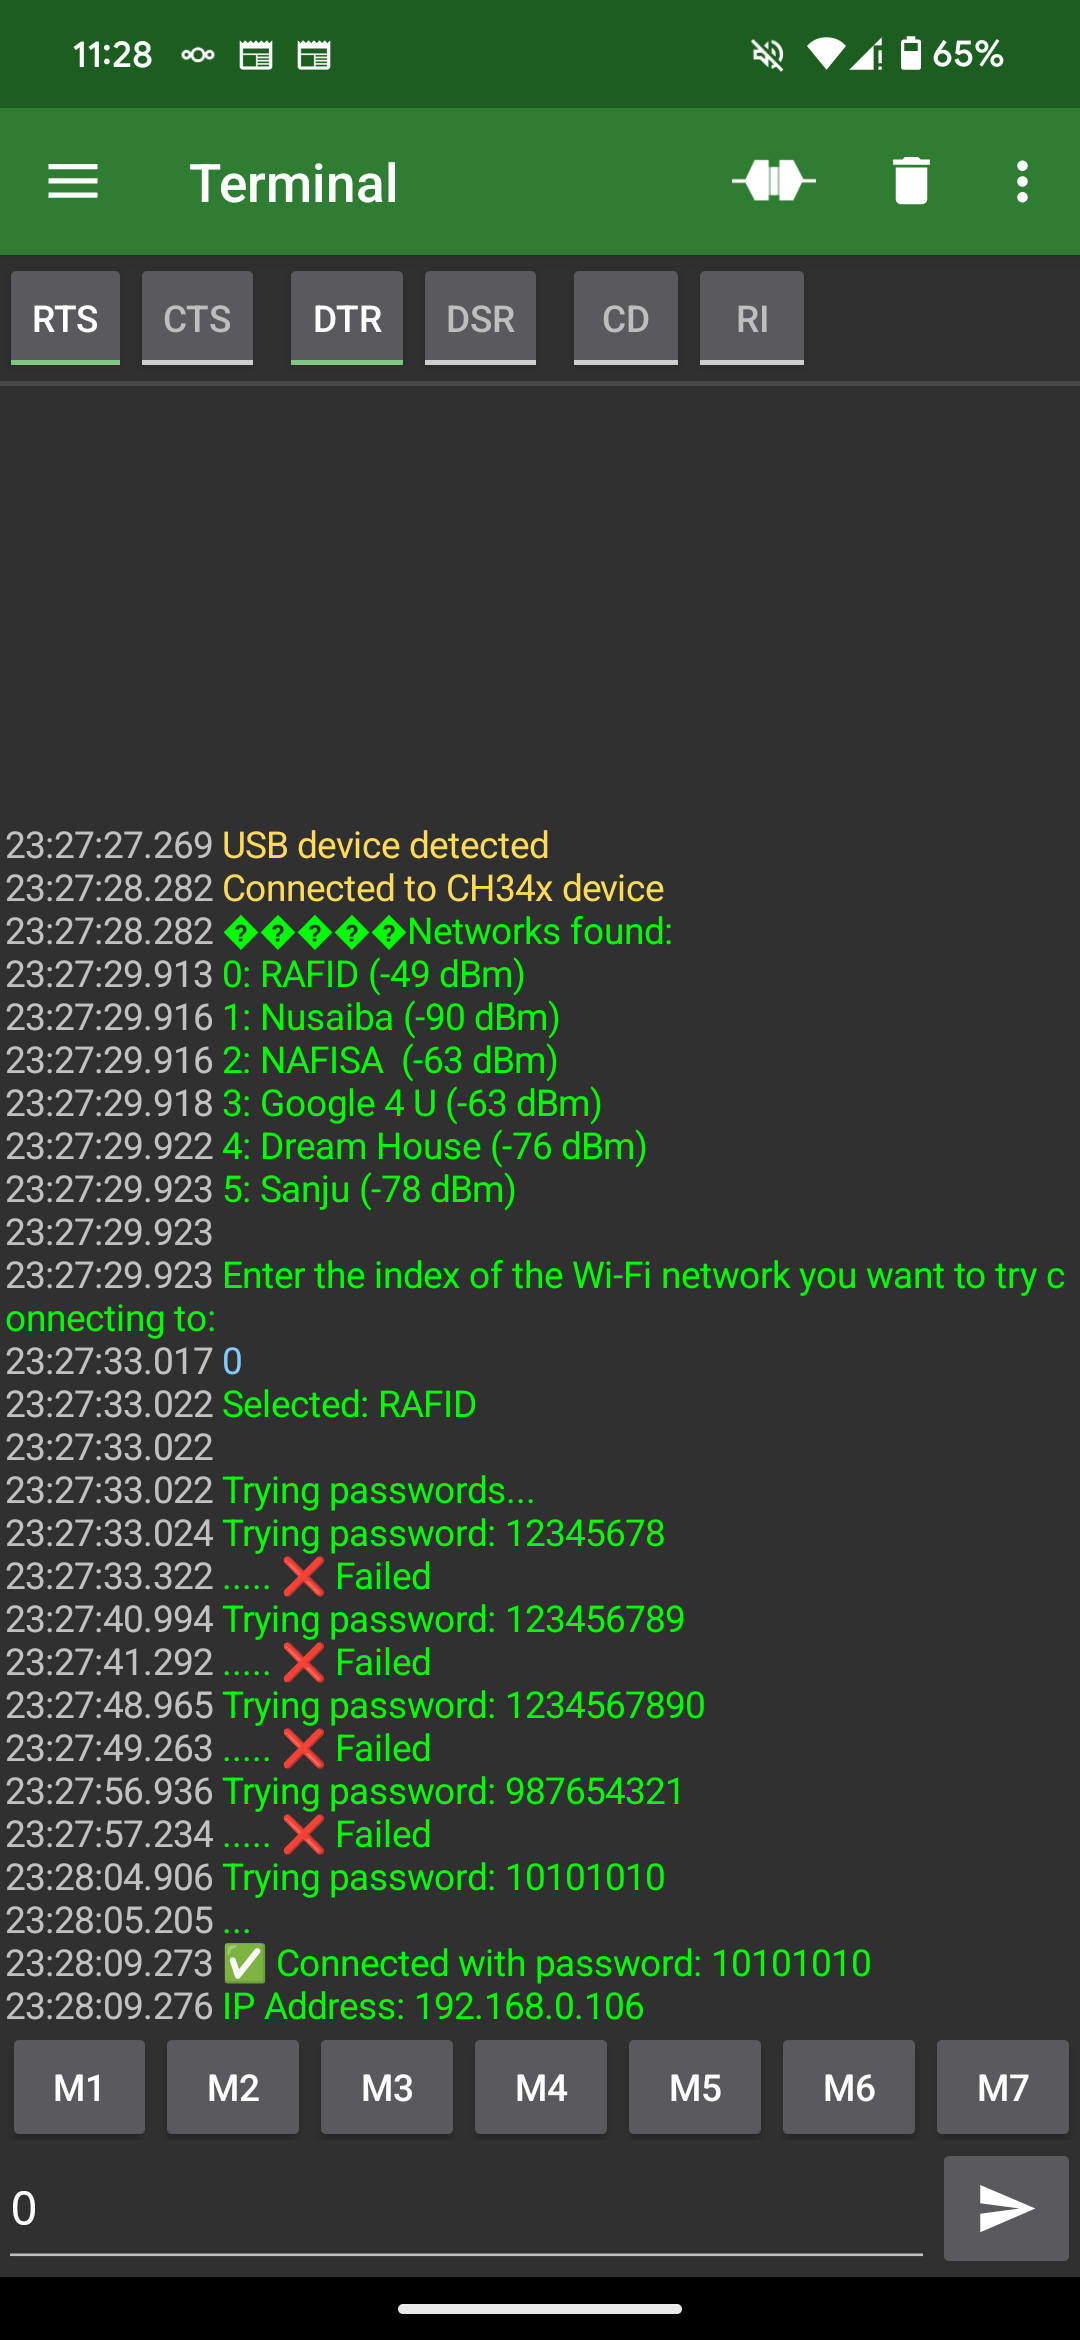 11:28 65%
Terminal
RTS CTS DTR DSR CD RI
23:27:27.269 USB device detected
23:27:28.282 Connected to CH34x device
23:27:28.282 �����Networks found:
23:27:29.913 0: RAFID (-49 dBm)
23:27:29.916 1: Nusaiba (-90 dBm)
23:27:29.916 2: NAFISA  (-63 dBm)
23:27:29.918 3: Google 4 U (-63 dBm)
23:27:29.922 4: Dream House (-76 dBm)
23:27:29.923 5: Sanju (-78 dBm)
23:27:29.923
23:27:29.923 Enter the index of the Wi-Fi network you want to try c
onnecting to:
23:27:33.017 0
23:27:33.022 Selected: RAFID
23:27:33.022
23:27:33.022 Trying passwords...
23:27:33.024 Trying password: 12345678
23:27:33.322 ..... ❌ Failed
23:27:40.994 Trying password: 123456789
23:27:41.292 ..... ❌ Failed
23:27:48.965 Trying password: 1234567890
23:27:49.263 ..... ❌ Failed
23:27:56.936 Trying password: 987654321
23:27:57.234 ..... ❌ Failed
23:28:04.906 Trying password: 10101010
23:28:05.205 ...
23:28:09.273 ✅ Connected with password: 10101010
23:28:09.276 IP Address: 192.168.0.106
M1 M2 M3 M4 M5 M6 M7
0